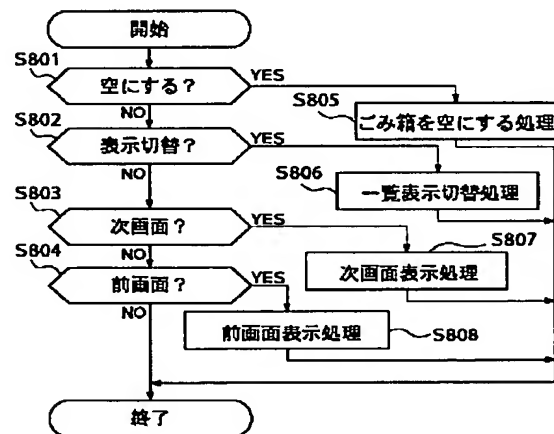 開始
S801
空にする?
YES
NO
S805
ごみ箱を空にする処理
S802
表示切替?
YES
NO
S806
一覧表示切替処理
S803
次画面?
YES
NO
S807
次画面表示処理
S804
前画面?
YES
NO
前画面表示処理
S808
終了